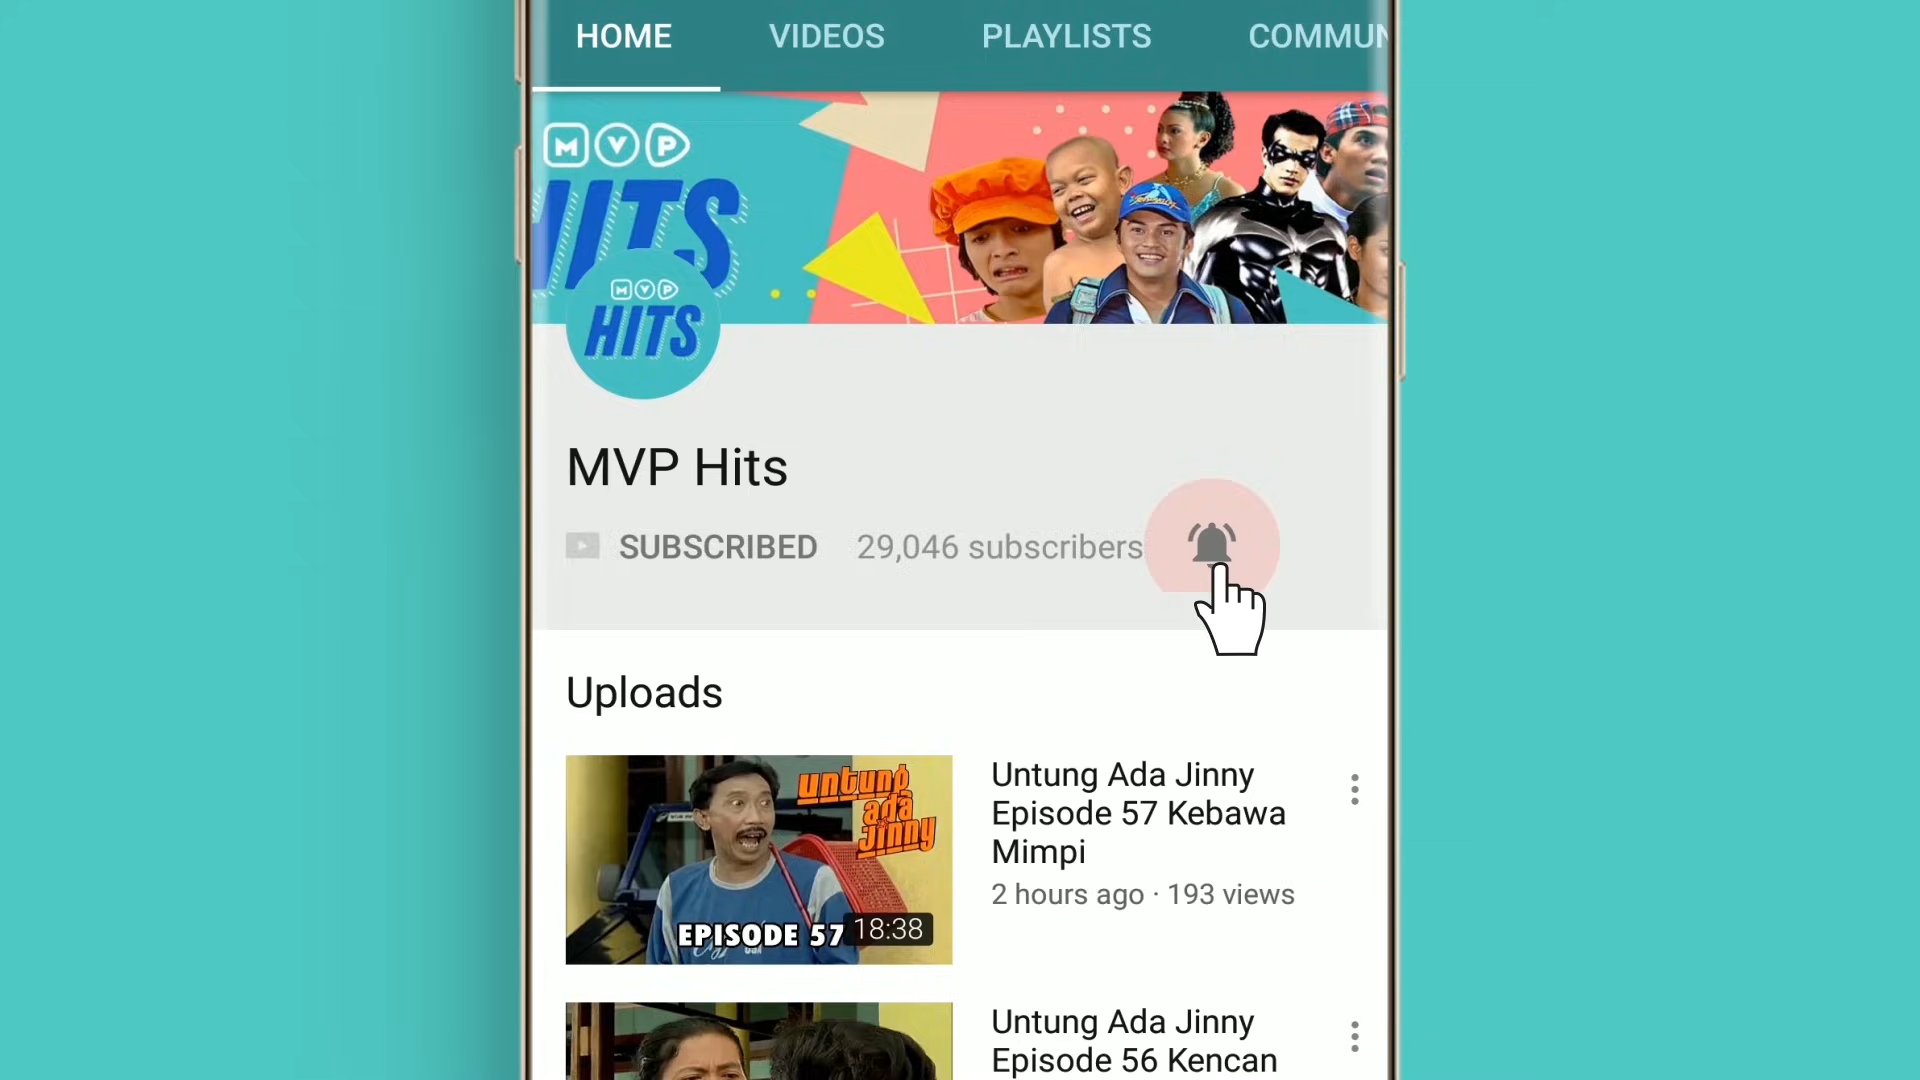 HOME VIDEOS PLAYLISTS COMMUN
MVP
HITS
MVP
HITS
MVP Hits
SUBSCRIBED 29,046 subscribers
Uploads
untung
ada
jinny
EPISODE 57 18:38
Untung Ada Jinny
Episode 57 Kebawa
Mimpi
2 hours ago · 193 views
Untung Ada Jinny
Episode 56 Kencan